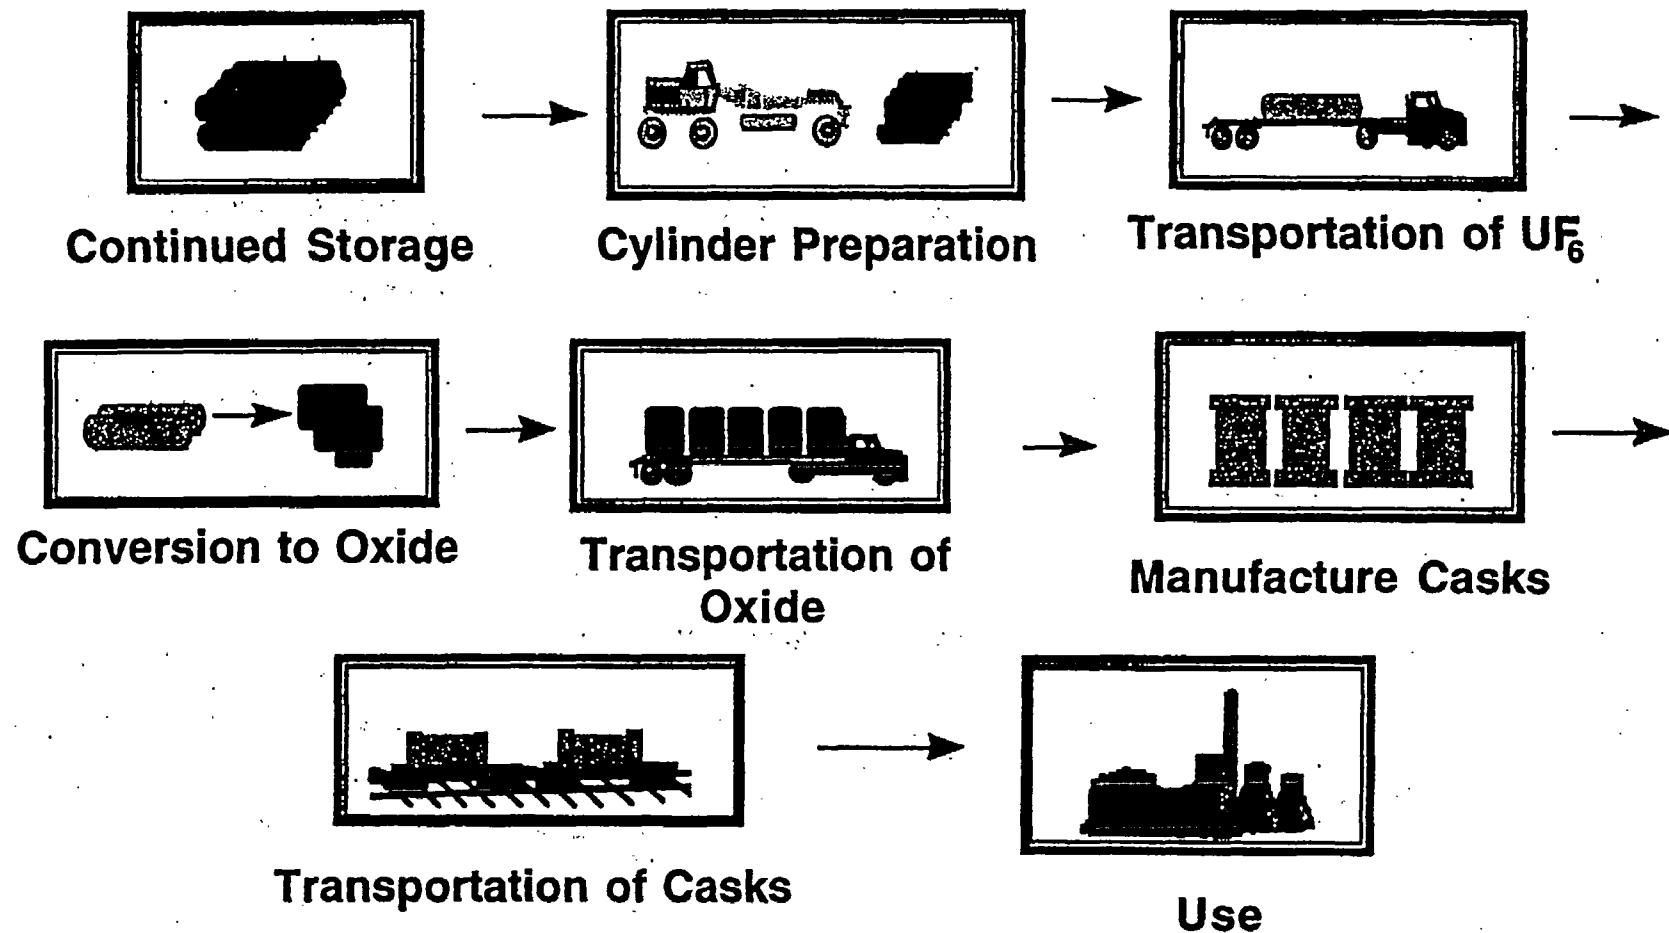 Continued Storage
Cylinder Preparation
Transportation of UF₆
Conversion to Oxide
Transportation of
Oxide
Manufacture Casks
Transportation of Casks
Use